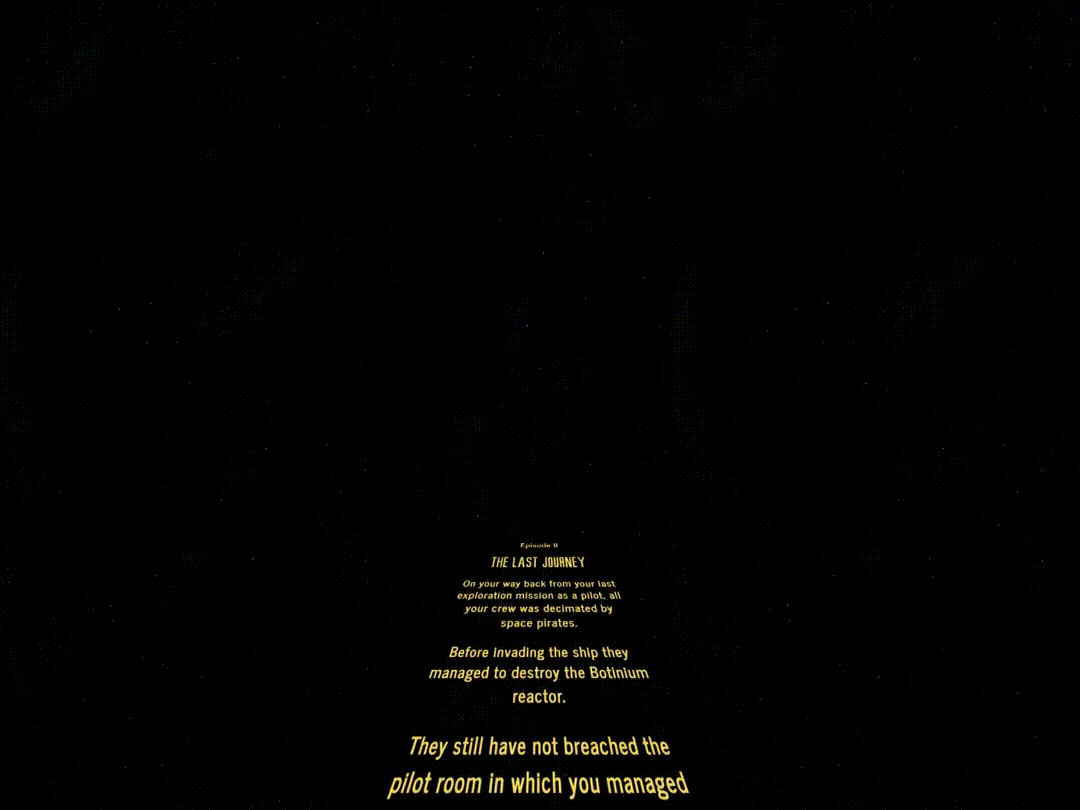 Episode II
THE LAST JOURNEY
On your way back from your last
exploration mission as a pilot, all
your crew was decimated by
space pirates.
Before invading the ship they
managed to destroy the Botinium
reactor.
They still have not breached the
pilot room in which you managed